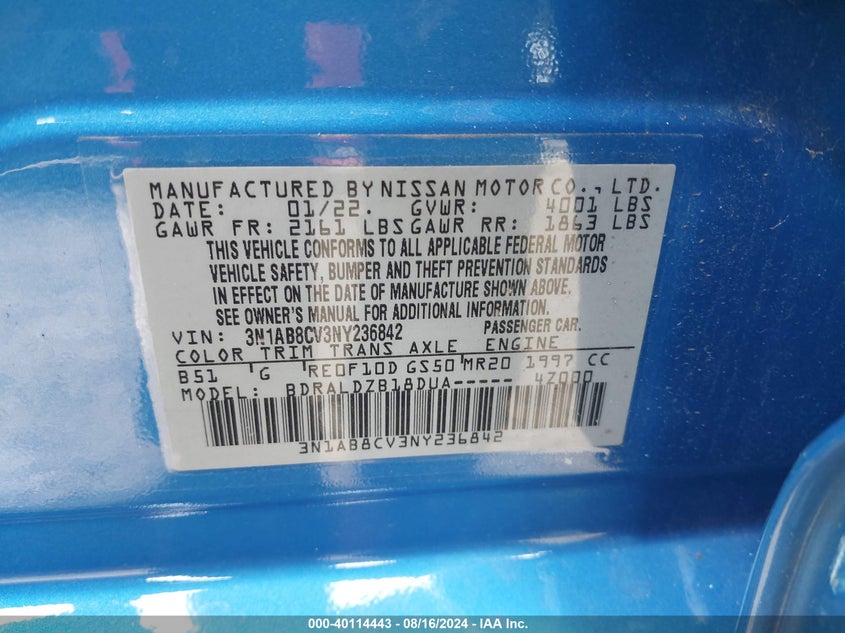 MANUFACTURED BY NISSAN MOTOR CO., LTD.
DATE: 01/22. GVWR: 4001 LBS
GAWR FR: 2161 LBS GAWR RR: 1863 LBS
THIS VEHICLE CONFORMS TO ALL APPLICABLE FEDERAL MOTOR
VEHICLE SAFETY, BUMPER AND THEFT PREVENTION STANDARDS
IN EFFECT ON THE DATE OF MANUFACTURE SHOWN ABOVE.
SEE OWNER'S MANUAL FOR ADDITIONAL INFORMATION.
VIN: 3N1AB8CV3NY236842 PASSENGER CAR.
COLOR TRIM TRANS AXLE ENGINE
B51 G RE0F10D GS50 MR20 1997 CC
MODEL: BDRALDZB18DUA----- 4Z000
3N1AB8CV3NY236842
000-40114443 - 08/16/2024 - IAA Inc.